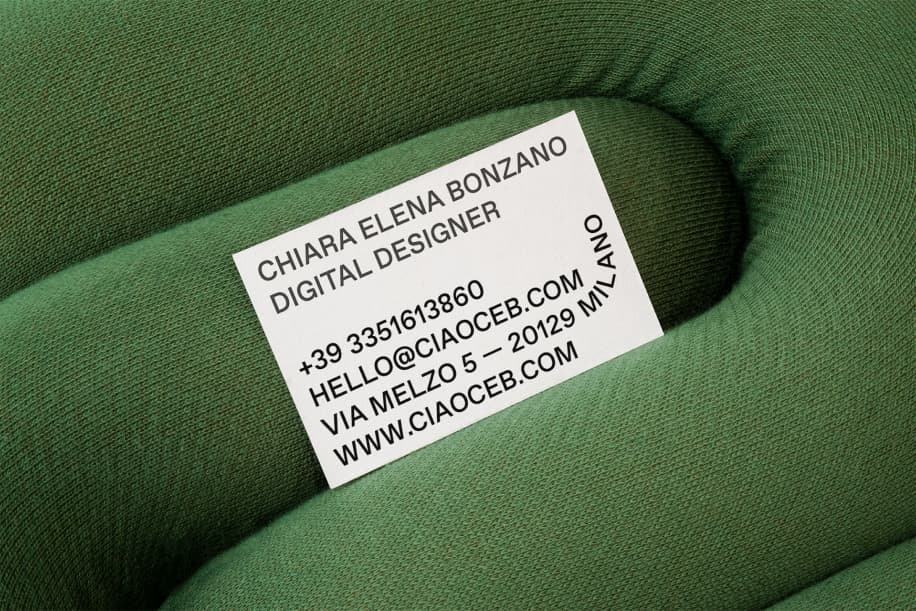 CHIARA ELENA BONZANO
DIGITAL DESIGNER
+39 3351613860
HELLO@CIAOCEB.COM
VIA MELZO 5 — 20129 MILANO
WWW.CIAOCEB.COM